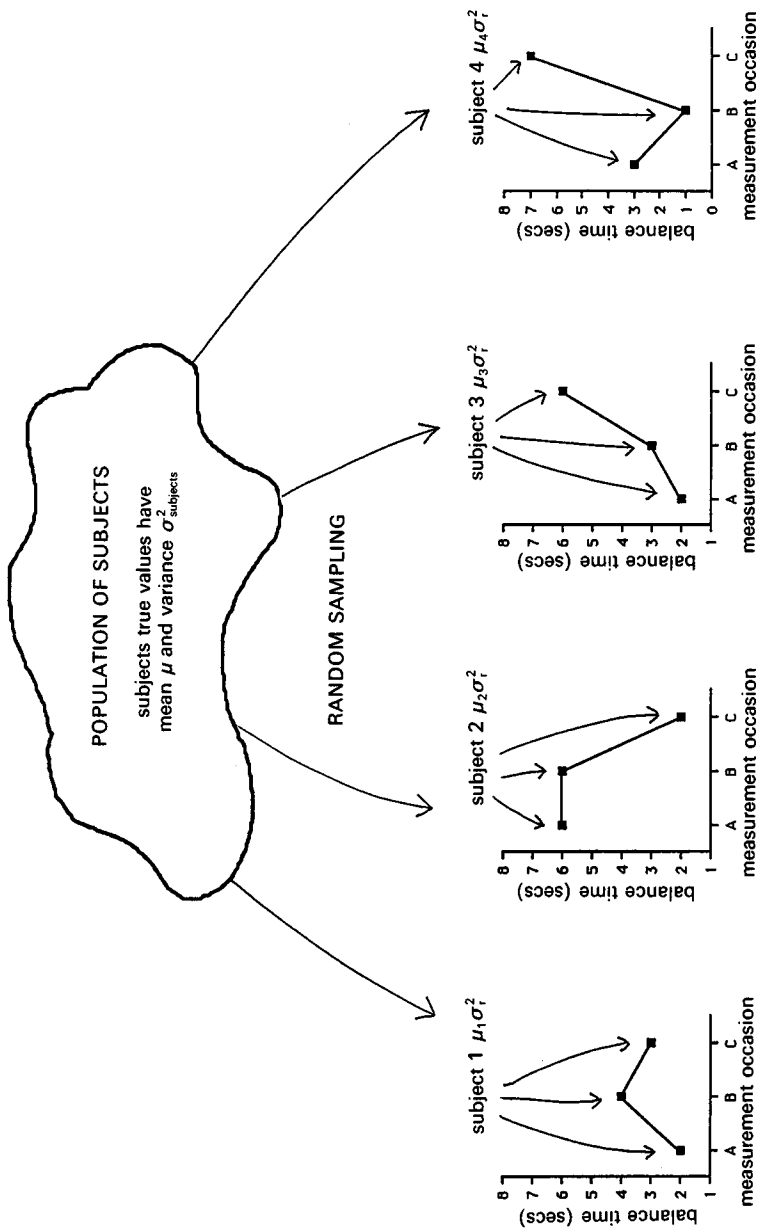 POPULATION OF SUBJECTS
subjects true values have
mean μ and variance σ²subjects
RANDOM SAMPLING
subject 1 μ₁σ²r
balance time (secs)
8
7
6
5
4
3
2
1
A B C
measurement occasion
subject 2 μ₂σ²r
balance time (secs)
8
7
6
5
4
3
2
1
A B C
measurement occasion
subject 3 μ₃σ²r
balance time (secs)
8
7
6
5
4
3
2
1
A B C
measurement occasion
subject 4 μ₄σ²r
balance time (secs)
8
7
6
5
4
3
2
1
0
A B C
measurement occasion